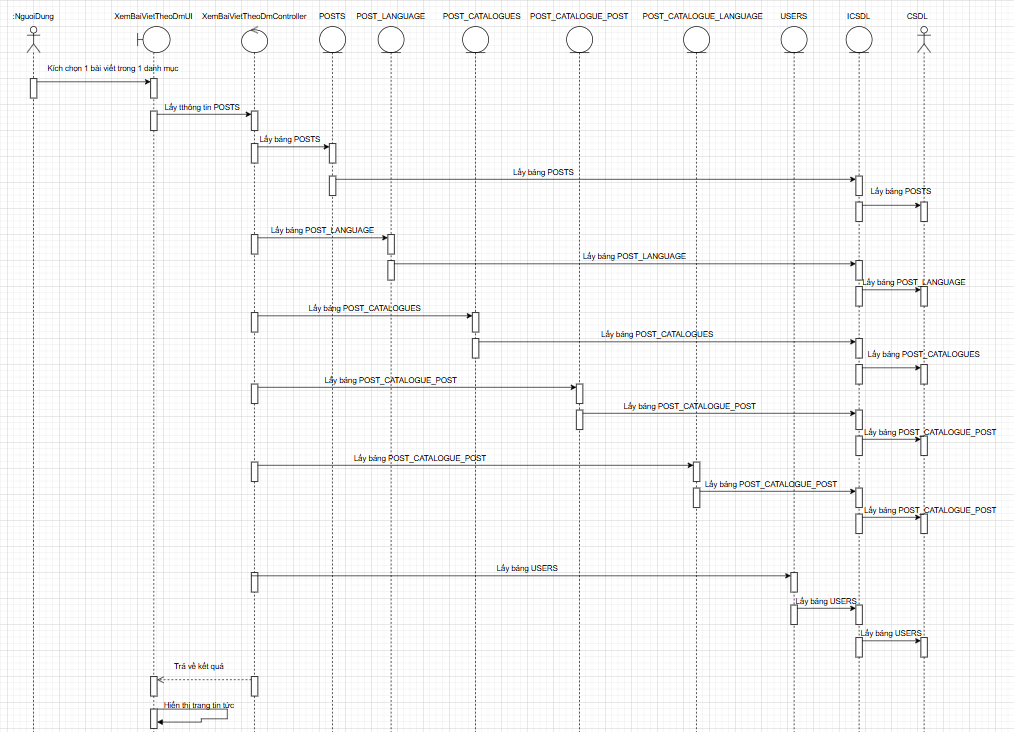 :NguoiDung
XemBaiVietTheoDmUI
XemBaiVietTheoDmController
POSTS
POST_LANGUAGE
POST_CATALOGUES
POST_CATALOGUE_POST
POST_CATALOGUE_LANGUAGE
USERS
ICSDL
CSDL
Kích chọn 1 bài viết trong 1 danh mục
Lấy tthông tin POSTS
Lấy bảng POSTS
Lấy bảng POSTS
Lấy bảng POSTS
Lấy bảng POST_LANGUAGE
Lấy bảng POST_LANGUAGE
Lấy bảng POST_LANGUAGE
Lấy bảng POST_CATALOGUES
Lấy bảng POST_CATALOGUES
Lấy bảng POST_CATALOGUES
Lấy bảng POST_CATALOGUE_POST
Lấy bảng POST_CATALOGUE_POST
Lấy bảng POST_CATALOGUE_POST
Lấy bảng POST_CATALOGUE_POST
Lấy bảng POST_CATALOGUE_POST
Lấy bảng POST_CATALOGUE_POST
Lấy bảng USERS
Lấy bảng USERS
Lấy bảng USERS
Trả về kết quả
Hiển thị trang tin tức